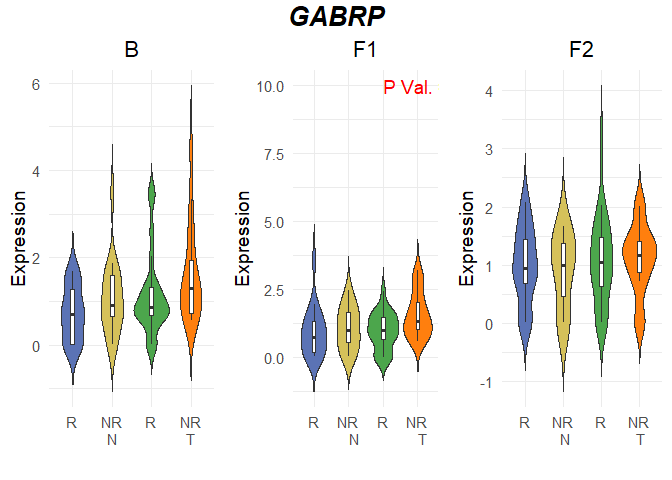 GABRP
B
F1
F2
Expression
6
4
2
0
R
NR
R
NR
N
T
Expression
10.0
7.5
5.0
2.5
0.0
P Val.
R
NR
R
NR
N
T
Expression
4
3
2
1
0
-1
R
NR
R
NR
N
T